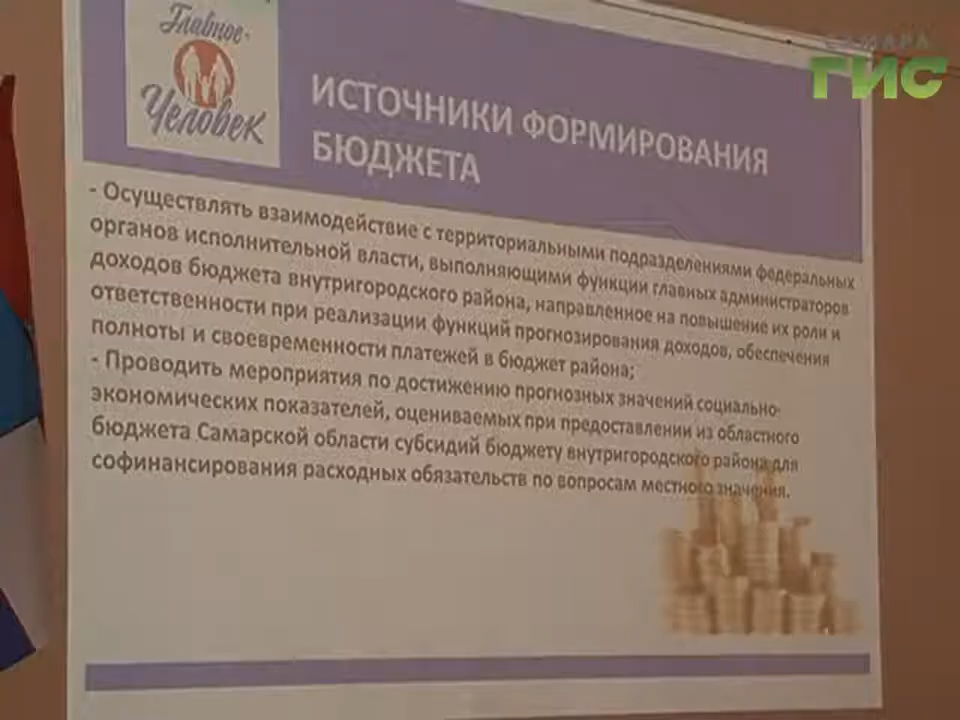 Главное-
Человек
САМАРА
ГИС
ИСТОЧНИКИ ФОРМИРОВАНИЯ
БЮДЖЕТА
- Осуществлять взаимодействие с территориальными подразделениями федеральных
органов исполнительной власти, выполняющими функции главных администраторов
доходов бюджета внутригородского района, направленное на повышение их роли и
ответственности при реализации функций прогнозирования доходов, обеспечения
полноты и своевременности платежей в бюджет района;
- Проводить мероприятия по достижению прогнозных значений социально-
экономических показателей, оцениваемых при предоставлении из областного
бюджета Самарской области субсидий бюджету внутригородского района для
софинансирования расходных обязательств по вопросам местного значения.